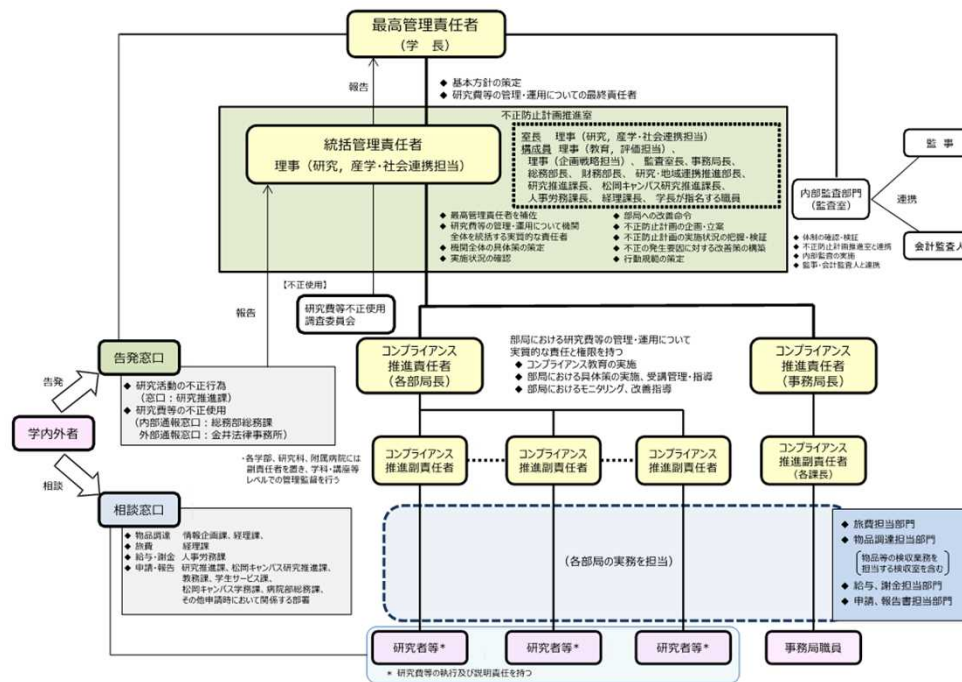 最高管理責任者
(学　長)
報告
◆ 基本方針の策定
◆ 研究費等の管理・運用についての最終責任者
不正防止計画推進室
統括管理責任者
理事（研究，産学・社会連携担当）
室長　理事（研究，産学・社会連携担当）
構成員　理事（教育，評価担当）、
理事（企画戦略担当）、監査室長、事務局長、
総務部長、財務部長、研究・地域連携推進部長、
研究推進課長、松岡キャンパス研究推進課長、
人事労務課長、経理課長、学長が指名する職員
◆ 最高管理責任者を補佐
◆ 研究費等の管理・運用について機関
全体を統括する実質的な責任者
◆ 機関全体の具体策の策定
◆ 実施状況の確認
◆ 部局への改善命令
◆ 不正防止計画の企画・立案
◆ 不正防止計画の実施状況の把握・検証
◆ 不正の発生要因に対する改善策の構築
◆ 行動規範の策定
監　事
内部監査部門
（監査室）
連携
会計監査人
◆ 体制の確認・検証
◆ 不正防止計画推進室と連携
◆ 内部監査の実施
◆ 監事・会計監査人と連携
【不正使用】
報告
研究費等不正使用
調査委員会
コンプライアンス
推進責任者
（各部局長）
部局における研究費等の管理・運用について
実質的な責任と権限を持つ
◆ コンプライアンス教育の実施
◆ 部局における具体策の実施、受講管理・指導
◆ 部局におけるモニタリング、改善指導
コンプライアンス
推進責任者
（事務局長）
告発窓口
告発
◆ 研究活動の不正行為
（窓口：研究推進課）
◆ 研究費等の不正使用
（内部通報窓口：総務部総務課
外部通報窓口：金井法律事務所）
学内外者
・各学部、研究科、附属病院には
副責任者を置き、学科・講座等
レベルでの管理監督を行う
コンプライアンス
推進副責任者
コンプライアンス
推進副責任者
コンプライアンス
推進副責任者
コンプライアンス
推進副責任者
（各課長）
相談
相談窓口
◆ 物品調達　情報企画課、経理課、
◆ 旅費　経理課
◆ 給与・謝金　人事労務課
◆ 申請・報告　研究推進課、松岡キャンパス研究推進課、
教務課、学生サービス課、
松岡キャンパス学務課、病院部総務課、
その他申請時において関係する部署
（各部局の実務を担当）
◆ 旅費担当部門
◆ 物品調達担当部門
（物品等の検収業務を
担当する検収室を含む）
◆ 給与、謝金担当部門
◆ 申請、報告書担当部門
研究者等*
研究者等*
研究者等*
事務局職員
* 研究費等の執行及び説明責任を持つ